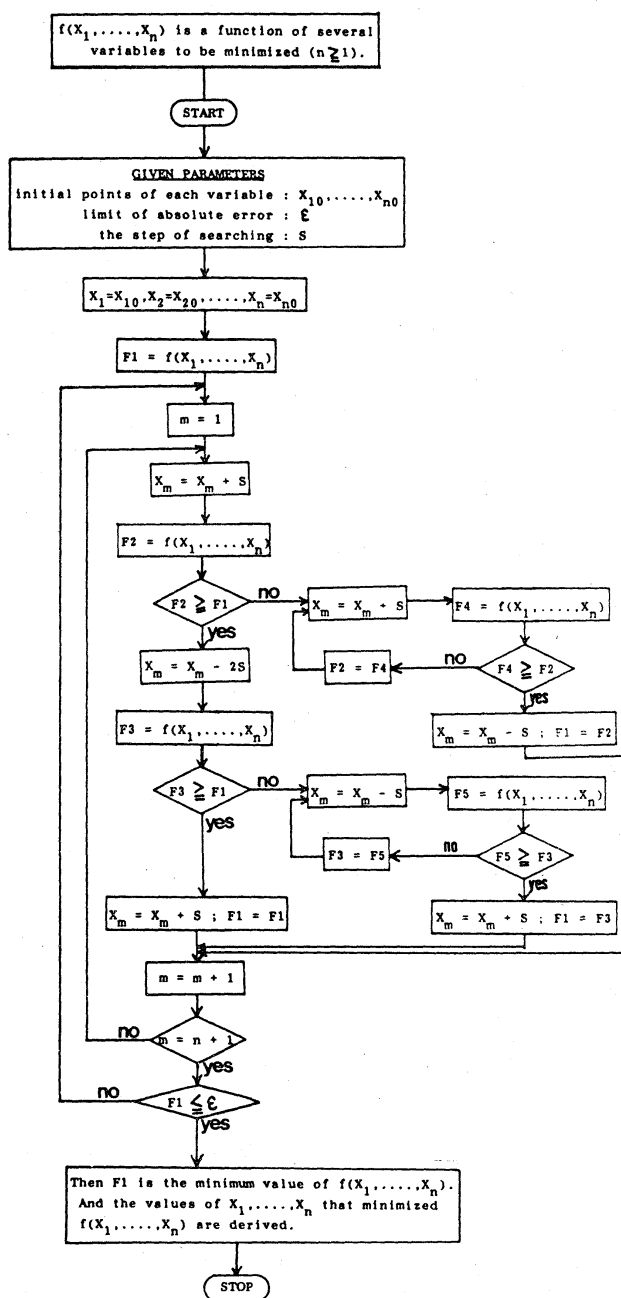 f(X₁,....,Xₙ) is a function of several
variables to be minimized (n≧1).
START
GIVEN PARAMETERS
initial points of each variable : X₁₀,....,Xₙ₀
limit of absolute error : ε
the step of searching : S
X₁=X₁₀,X₂=X₂₀,....,Xₙ=Xₙ₀
F1 = f(X₁,....,Xₙ)
m = 1
Xₘ = Xₘ + S
F2 = f(X₁,....,Xₙ)
F2 ≧ F1
no
yes
Xₘ = Xₘ + S
F4 = f(X₁,....,Xₙ)
F4 ≧ F2
no
yes
F2 = F4
Xₘ = Xₘ - S ; F1 = F2
Xₘ = Xₘ - 2S
F3 = f(X₁,....,Xₙ)
F3 ≧ F1
no
yes
Xₘ = Xₘ - S
F5 = f(X₁,....,Xₙ)
F5 ≧ F3
no
yes
F3 = F5
Xₘ = Xₘ + S ; F1 = F3
Xₘ = Xₘ + S ; F1 = F1
m = m + 1
m = n + 1
no
yes
F1 ≦ ε
no
yes
Then F1 is the minimum value of f(X₁,....,Xₙ).
And the values of X₁,....,Xₙ that minimized
f(X₁,....,Xₙ) are derived.
STOP